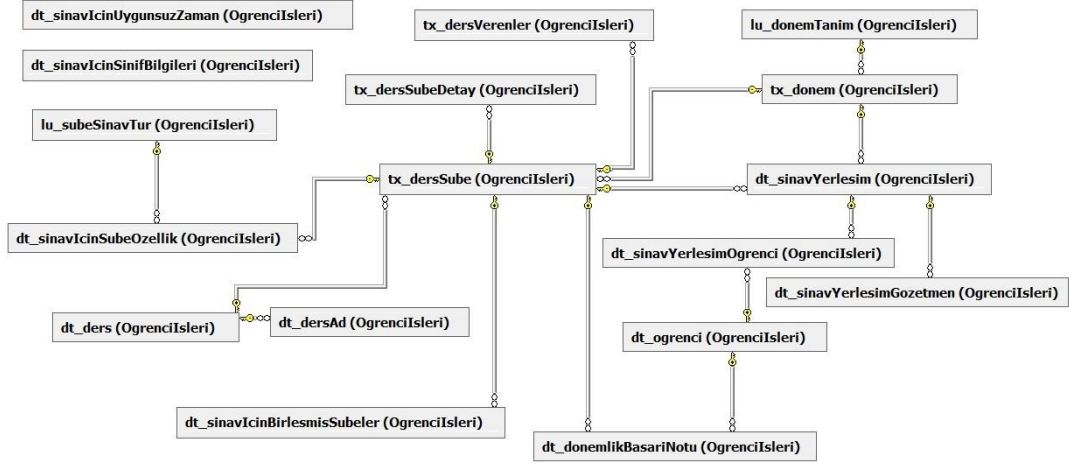 dt_sinavIcinUygunsuzZaman (OgrenciIsleri)
tx_dersVerenler (OgrenciIsleri)
lu_donemTanim (OgrenciIsleri)
dt_sinavIcinSinifBilgileri (OgrenciIsleri)
tx_dersSubeDetay (OgrenciIsleri)
tx_donem (OgrenciIsleri)
lu_subeSinavTur (OgrenciIsleri)
tx_dersSube (OgrenciIsleri)
dt_sinavYerlesim (OgrenciIsleri)
dt_sinavIcinSubeOzellik (OgrenciIsleri)
dt_sinavYerlesimOgrenci (OgrenciIsleri)
dt_sinavYerlesimGozetmen (OgrenciIsleri)
dt_ders (OgrenciIsleri)
dt_dersAd (OgrenciIsleri)
dt_ogrenci (OgrenciIsleri)
dt_sinavIcinBirlesmisSubeler (OgrenciIsleri)
dt_donemlikBasariNotu (OgrenciIsleri)